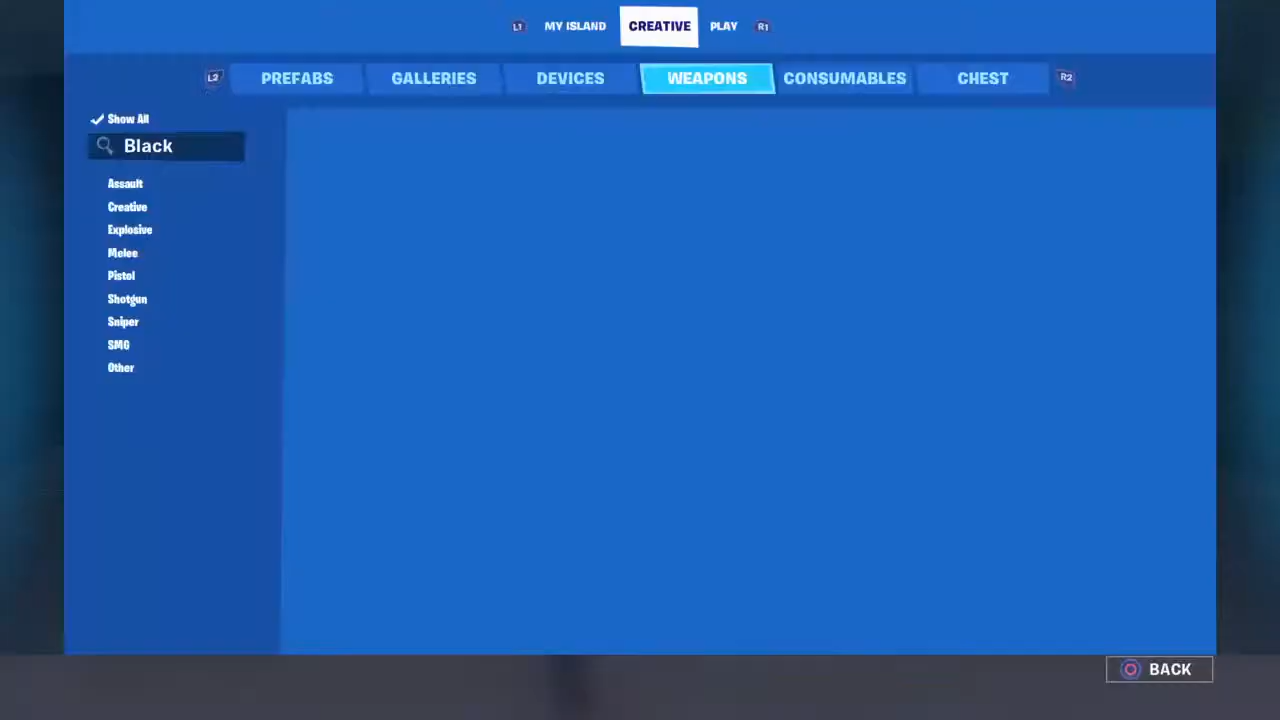 L1 MY ISLAND CREATIVE PLAY R1
L2 PREFABS GALLERIES DEVICES WEAPONS CONSUMABLES CHEST R2
Show All
Black
Assault
Creative
Explosive
Melee
Pistol
Shotgun
Sniper
SMG
Other
BACK